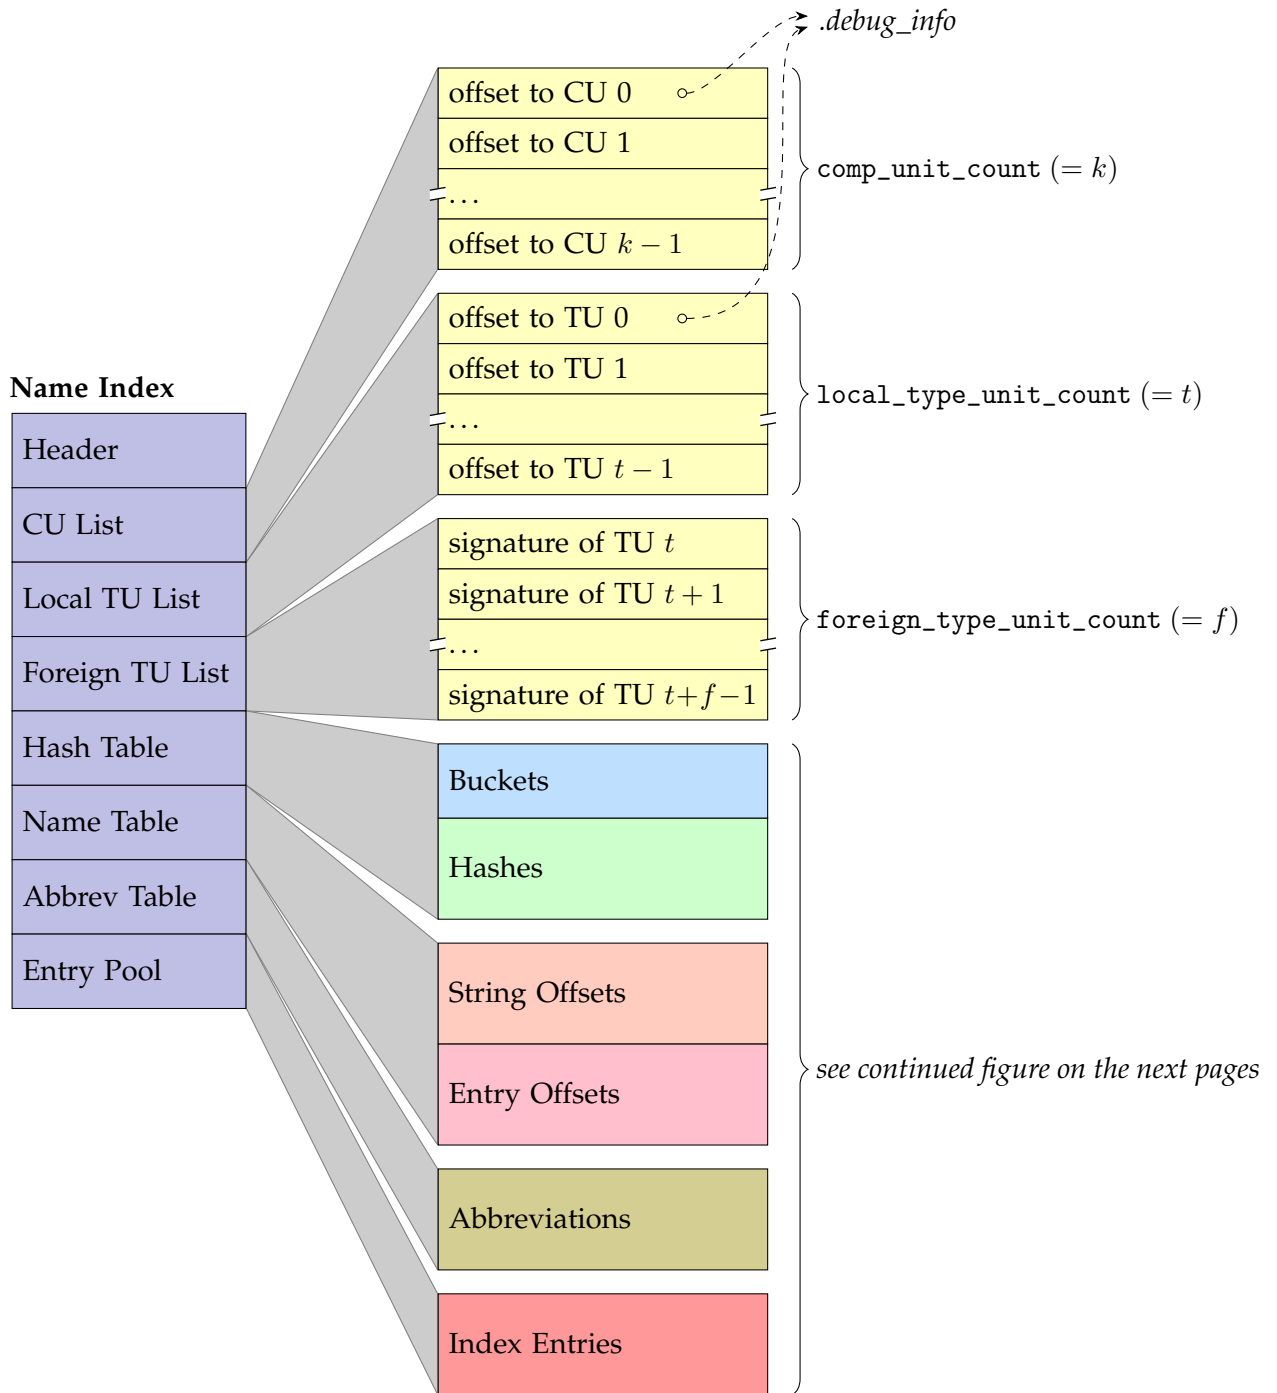 .debug_info
offset to CU 0
offset to CU 1
...
offset to CU k − 1
comp_unit_count (= k)
offset to TU 0
offset to TU 1
...
offset to TU t − 1
local_type_unit_count (= t)
signature of TU t
signature of TU t + 1
...
signature of TU t+f−1
foreign_type_unit_count (= f)
Name Index
Header
CU List
Local TU List
Foreign TU List
Hash Table
Name Table
Abbrev Table
Entry Pool
Buckets
Hashes
String Offsets
Entry Offsets
Abbreviations
Index Entries
see continued figure on the next pages